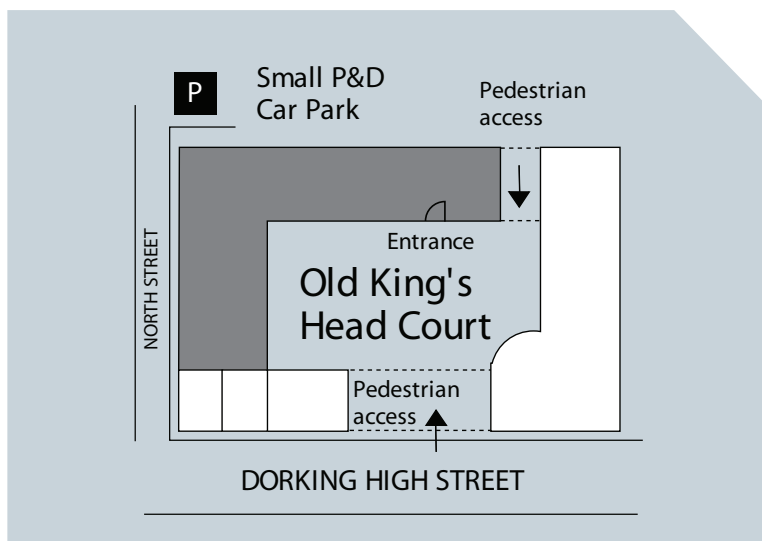 P
Small P&D
Car Park
Pedestrian
access
NORTH STREET
Entrance
Old King's
Head Court
Pedestrian
access
DORKING HIGH STREET